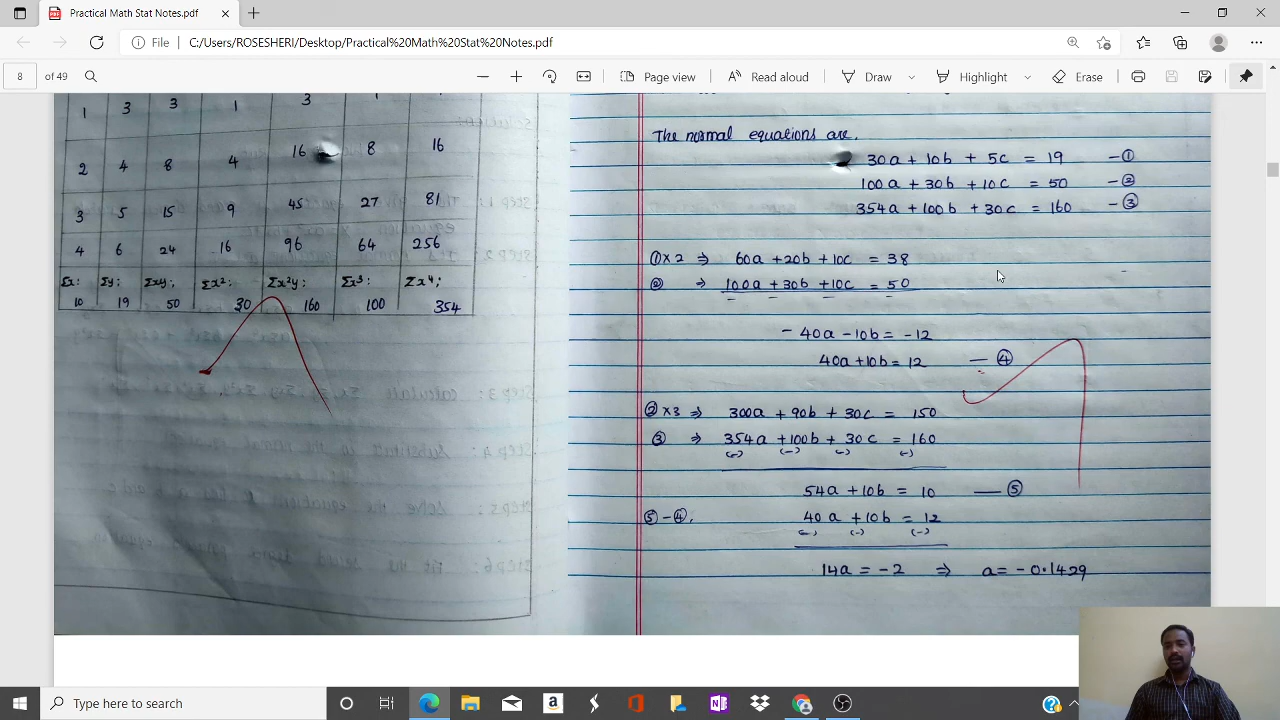 Practical Math Stat Notes.pdf
File C:/Users/ROSESHERI/Desktop/Practical%20Math%20Stat%20Notes.pdf
8 of 49 Page view Read aloud Draw Highlight Erase
1 3 3 1 3
2 4 8 4 16 8 16
3 5 15 9 45 27 81
4 6 24 16 96 64 256
Σx: Σy: Σxy: Σx²: Σx²y: Σx³: Σx⁴:
10 19 50 30 160 100 354
The normal equations are.
30a + 10b + 5c = 19 —①
100a + 30b + 10c = 50 —②
354a + 100b + 30c = 160 —③
①×2 ⇒ 60a + 20b + 10c = 38
② ⇒ 100a + 30b + 10c = 50
- 40a - 10b = -12
40a + 10b = 12 — ④
②×3 ⇒ 300a + 90b + 30c = 150
③ ⇒ 354a + 100b + 30c = 160
(-) (-) (-) (-)
54a + 10b = 10 — ⑤
⑤-④, 40a + 10b = 12
(-) (-) (-)
14a = -2 ⇒ a = -0.1429
Type here to search